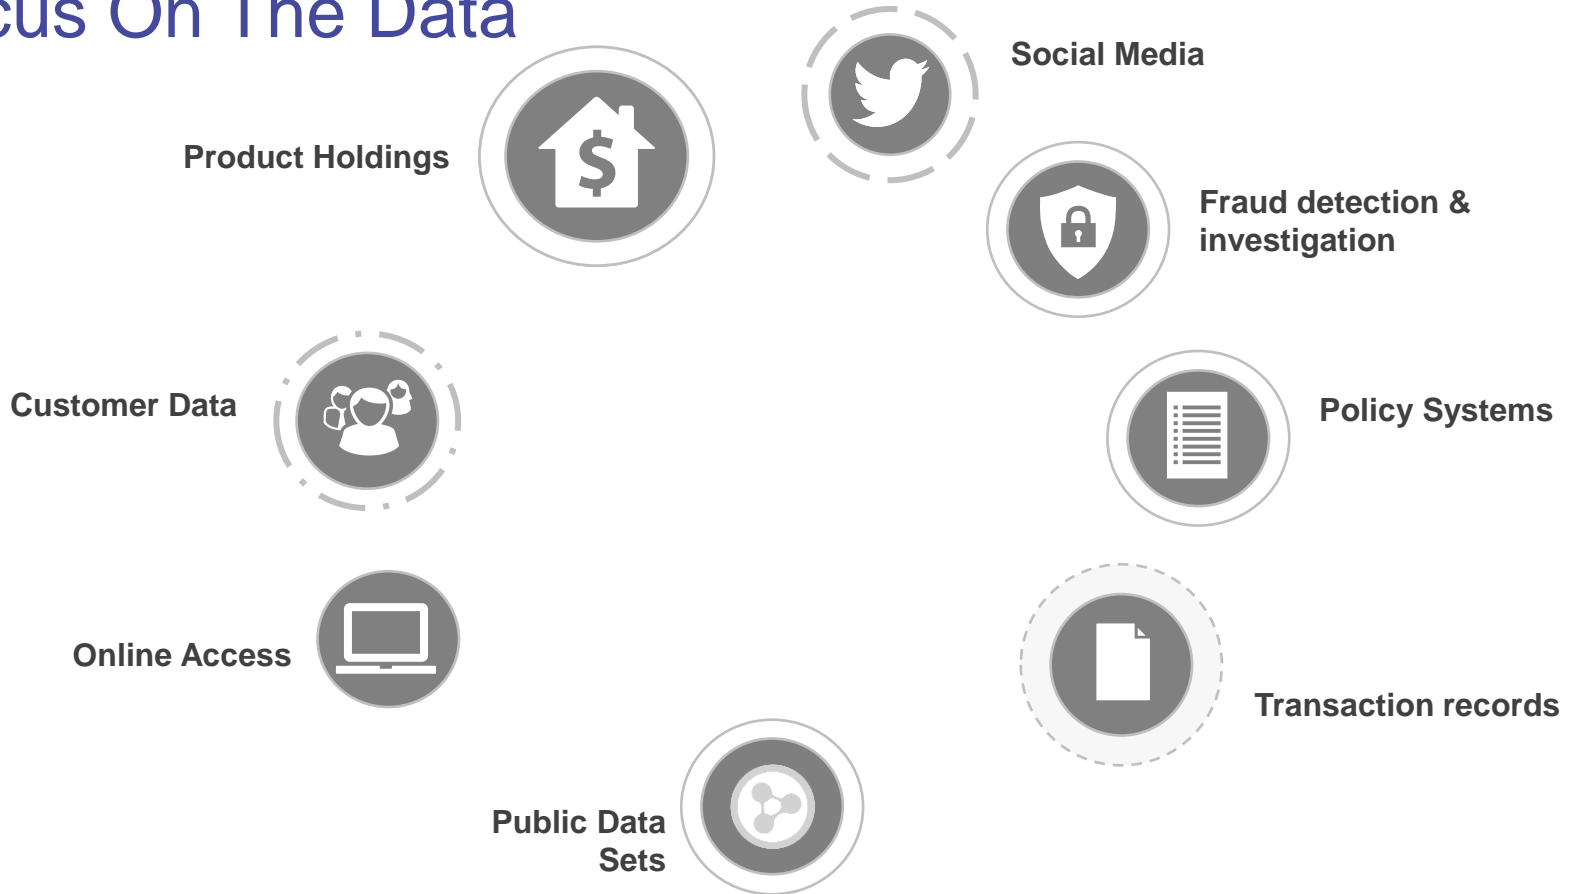 cus On The Data
Social Media
Product Holdings
Fraud detection &
investigation
Customer Data
Policy Systems
Online Access
Transaction records
Public Data
Sets